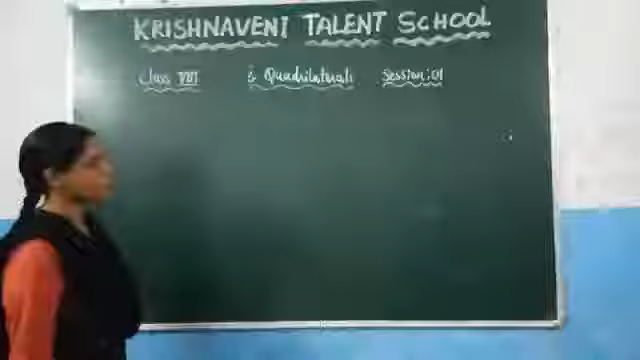 KRISHNAVENI TALENT SCHOOL
Class VIII Quadrilaterals Session:01